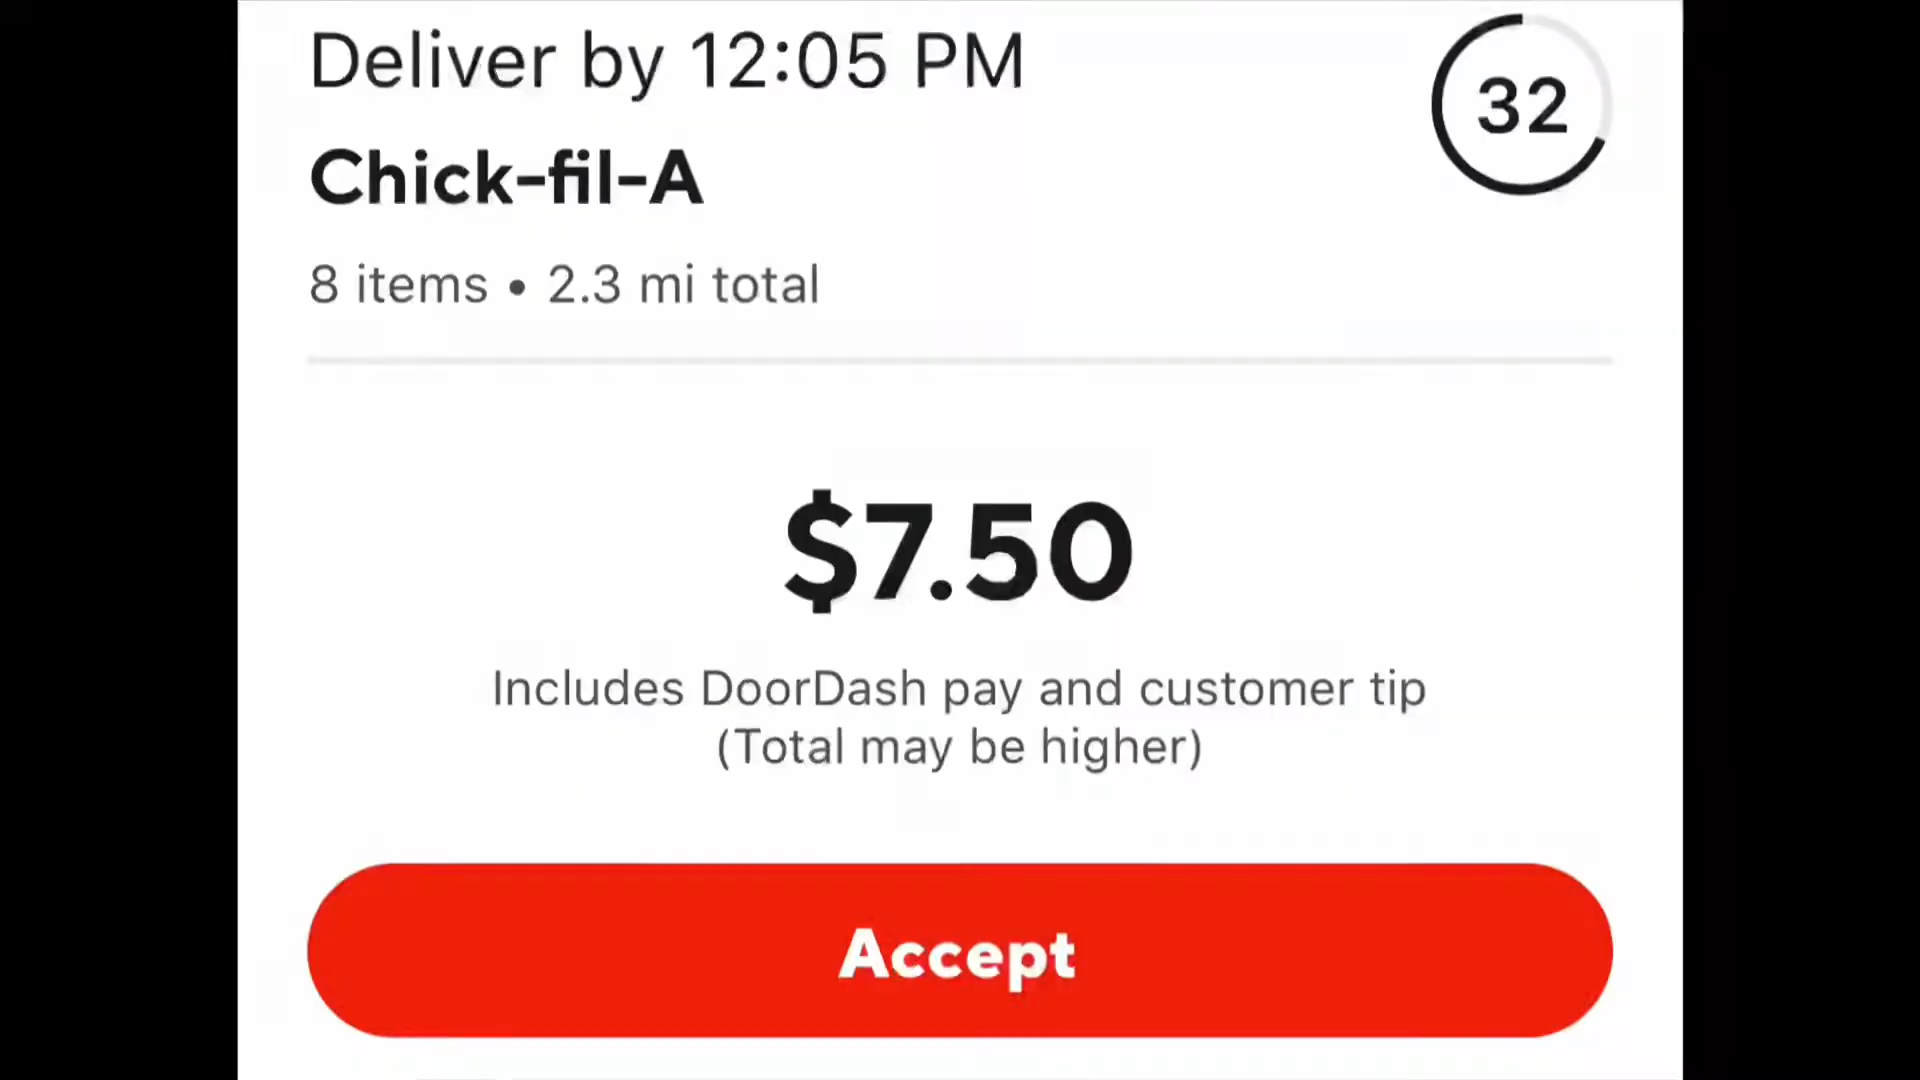 Deliver by 12:05 PM
32
Chick-fil-A
8 items • 2.3 mi total
$7.50
Includes DoorDash pay and customer tip
(Total may be higher)
Accept